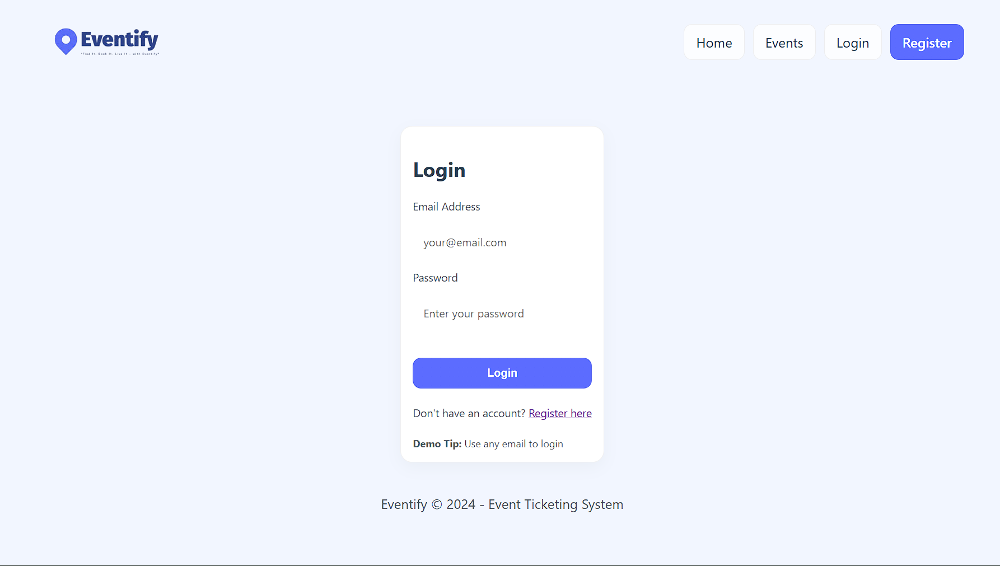 Eventify
"Find It. Book It. Live It - with Eventify"
Home
Events
Login
Register
Login
Email Address
your@email.com
Password
Enter your password
Login
Don't have an account? Register here
Demo Tip: Use any email to login
Eventify © 2024 - Event Ticketing System